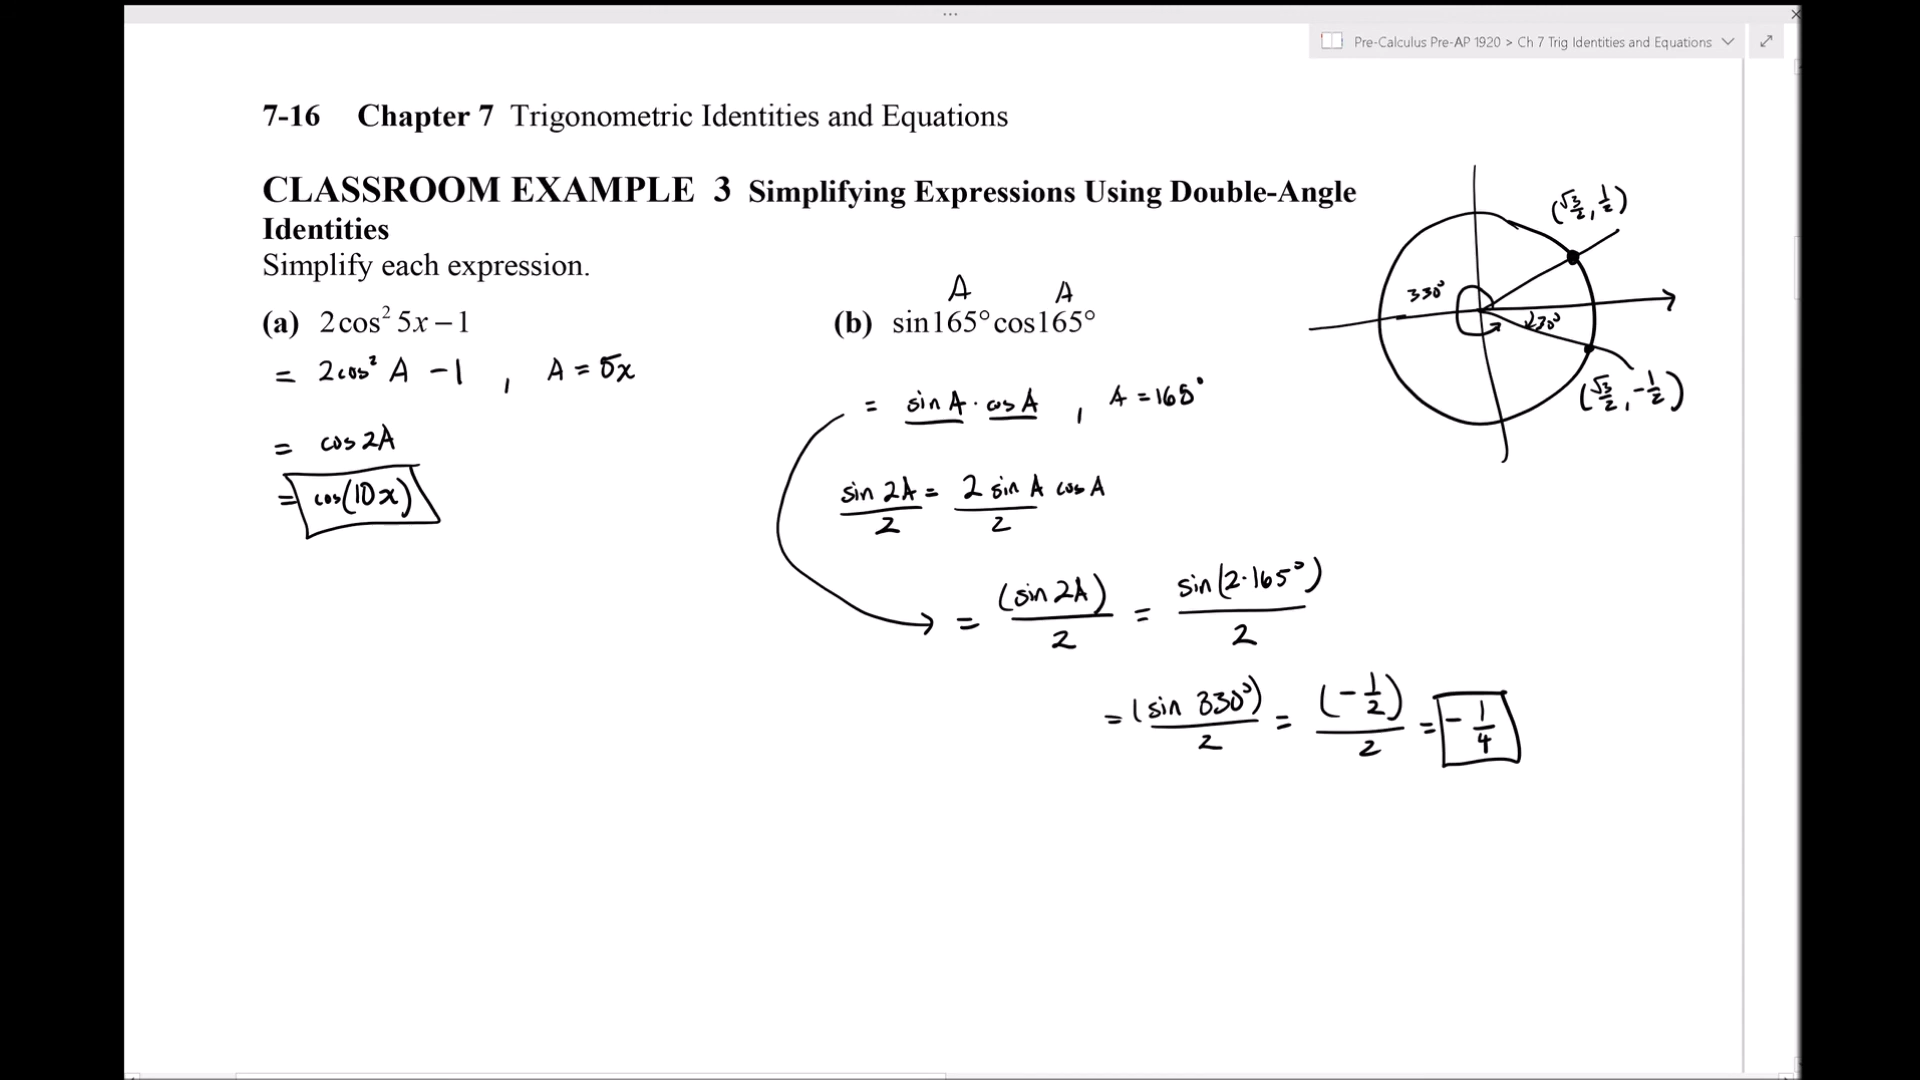 Pre-Calculus Pre-AP 1920 > Ch 7 Trig Identities and Equations
7-16 Chapter 7 Trigonometric Identities and Equations
CLASSROOM EXAMPLE 3 Simplifying Expressions Using Double-Angle
Identities
Simplify each expression.
(a) 2cos² 5x − 1
= 2cos² A − 1 , A = 5x
= cos 2A
= cos(10x)
A A
(b) sin165° cos165°
= sin A · cos A , A = 165°
sin 2A = 2 sin A cos A
2 2
= (sin 2A) = sin(2·165°)
2 2
= (sin 330°) = (−1/2) = −1/4
2 2
(√3/2, 1/2)
330°
30°
(√3/2, −1/2)